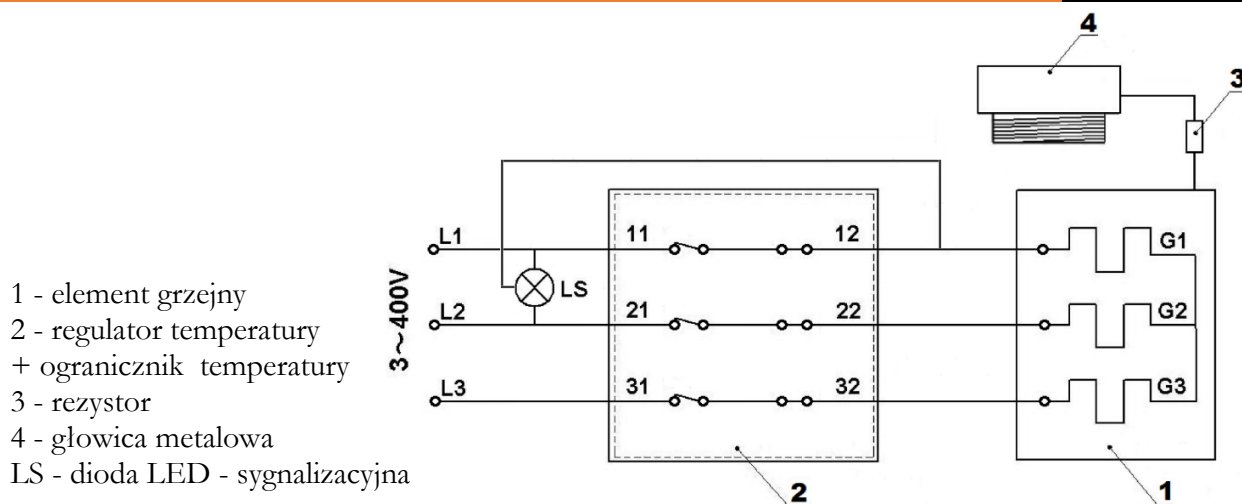 4
3
L1
11
12
G1
LS
3~400V
L2
21
22
G2
L3
31
32
G3
2
1
1 - element grzejny
2 - regulator temperatury
+ ogranicznik temperatury
3 - rezystor
4 - głowica metalowa
LS - dioda LED - sygnalizacyjna